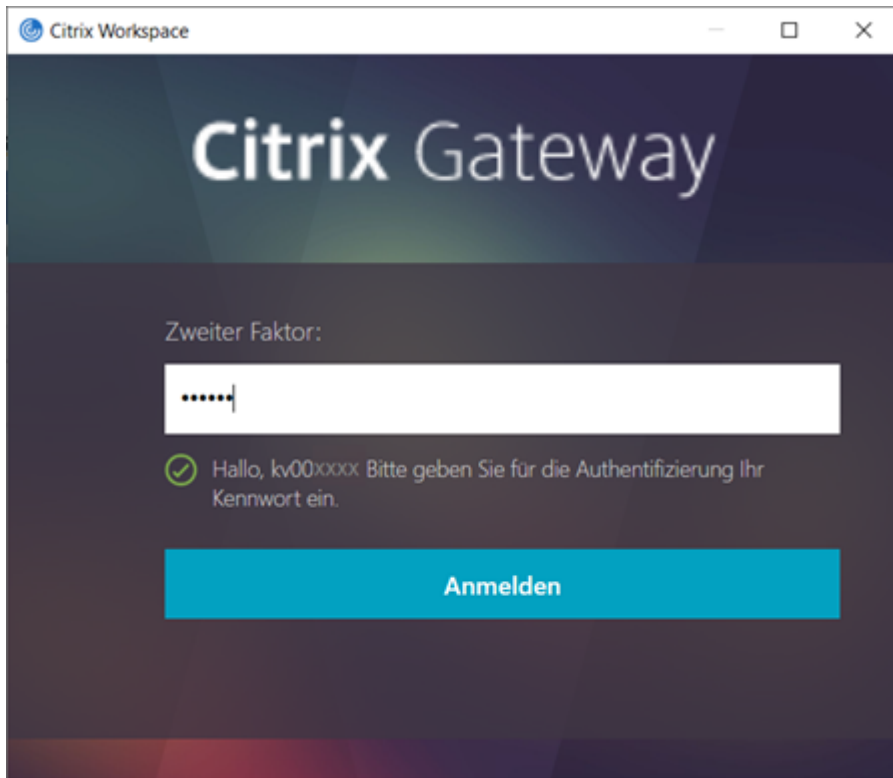 Citrix Workspace
Citrix Gateway
Zweiter Faktor:
••••••
Hallo, kv00xxxx Bitte geben Sie für die Authentifizierung Ihr
Kennwort ein.
Anmelden